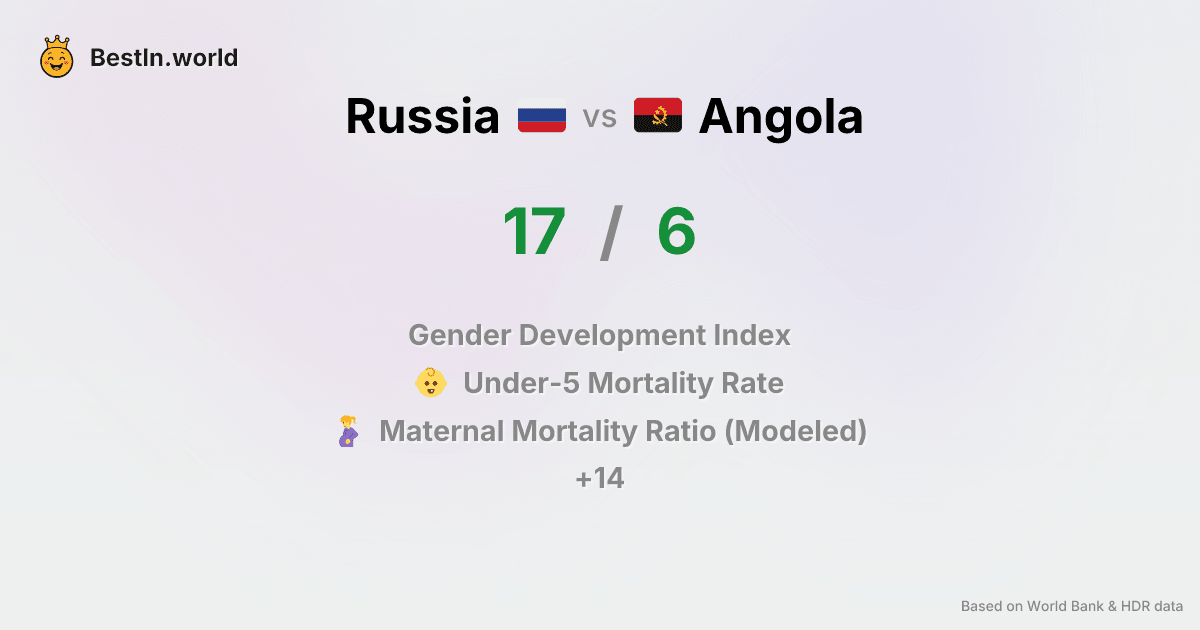 BestIn.world
Russia vs Angola
17 / 6
Gender Development Index
Under-5 Mortality Rate
Maternal Mortality Ratio (Modeled)
+14
Based on World Bank & HDR data